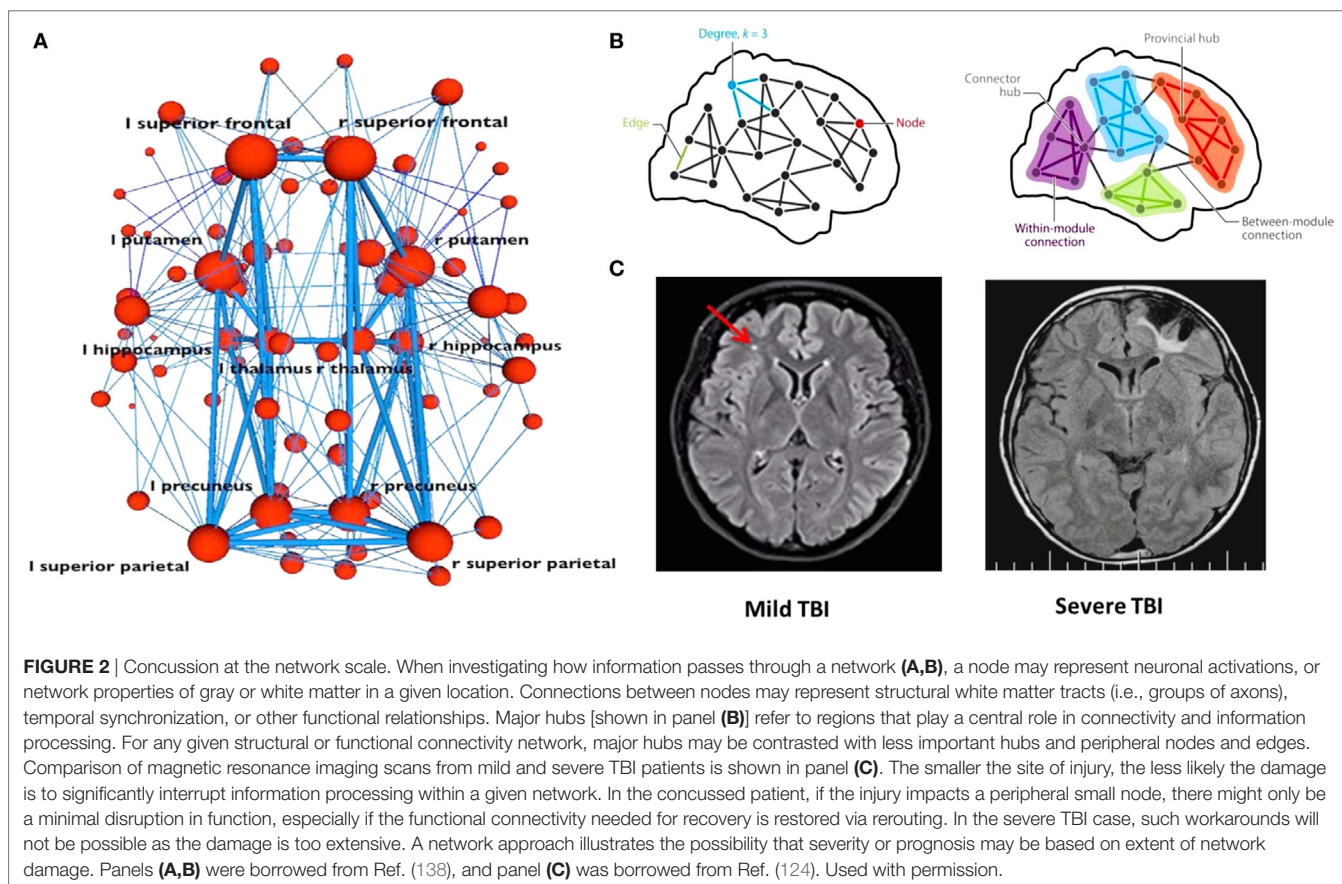 A
l superior frontal
r superior frontal
l putamen
r putamen
l hippocampus
r hippocampus
l thalamus
r thalamus
l precuneus
r precuneus
l superior parietal
r superior parietal
B
Degree, k = 3
Edge
Node
Provincial hub
Connector
hub
Within-module
connection
Between-module
connection
C
Mild TBI
Severe TBI
FIGURE 2 | Concussion at the network scale. When investigating how information passes through a network (A,B), a node may represent neuronal activations, or
network properties of gray or white matter in a given location. Connections between nodes may represent structural white matter tracts (i.e., groups of axons),
temporal synchronization, or other functional relationships. Major hubs [shown in panel (B)] refer to regions that play a central role in connectivity and information
processing. For any given structural or functional connectivity network, major hubs may be contrasted with less important hubs and peripheral nodes and edges.
Comparison of magnetic resonance imaging scans from mild and severe TBI patients is shown in panel (C). The smaller the site of injury, the less likely the damage
is to significantly interrupt information processing within a given network. In the concussed patient, if the injury impacts a peripheral small node, there might only be
a minimal disruption in function, especially if the functional connectivity needed for recovery is restored via rerouting. In the severe TBI case, such workarounds will
not be possible as the damage is too extensive. A network approach illustrates the possibility that severity or prognosis may be based on extent of network
damage. Panels (A,B) were borrowed from Ref. (138), and panel (C) was borrowed from Ref. (124). Used with permission.